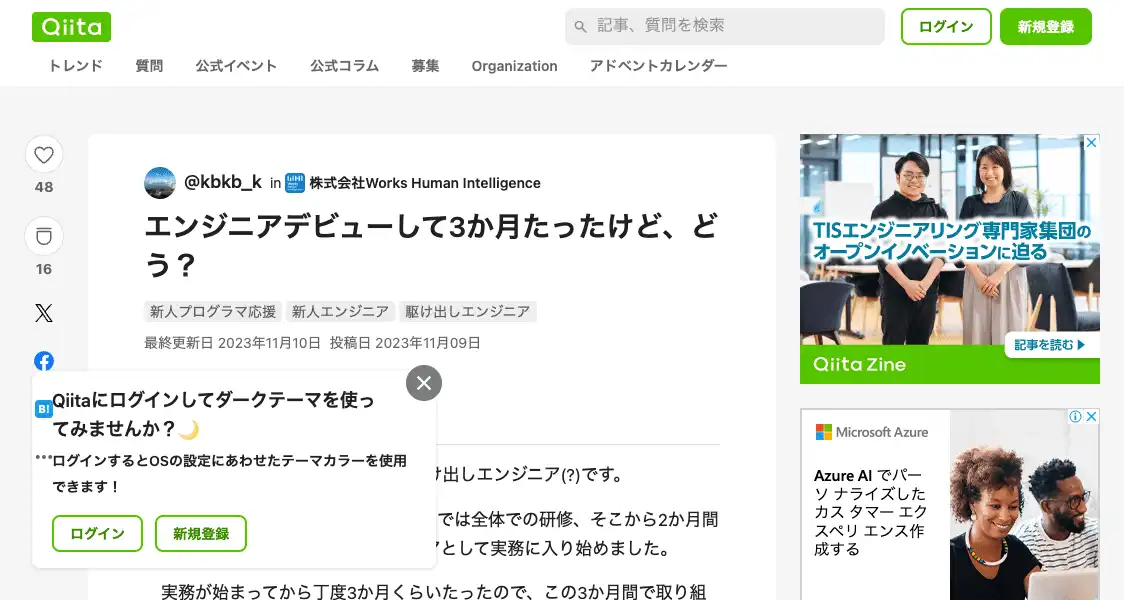 Qiita
記事、質問を検索
ログイン
新規登録
トレンド
質問
公式イベント
公式コラム
募集
Organization
アドベントカレンダー
48
16
@kbkb_k in 株式会社Works Human Intelligence
エンジニアデビューして3か月たったけど、ど
う？
新人プログラマ応援
新人エンジニア
駆け出しエンジニア
最終更新日 2023年11月10日 投稿日 2023年11月09日
B!
Qiitaにログインしてダークテーマを使っ
てみませんか？🌙
ログインするとOSの設定にあわせたテーマカラーを使用
できます！
ログイン
新規登録
け出しエンジニア(?)です。
では全体での研修、そこから2か月間
として実務に入り始めました。
実務が始まってから丁度3か月くらいたったので、この3か月間で取り組
TISエンジニアリング専門家集団の
オープンイノベーションに迫る
記事を読む
Qiita Zine
Microsoft Azure
Azure AI でパー
ソ ナライズした
カス タマー エク
スペリ エンス作
成する